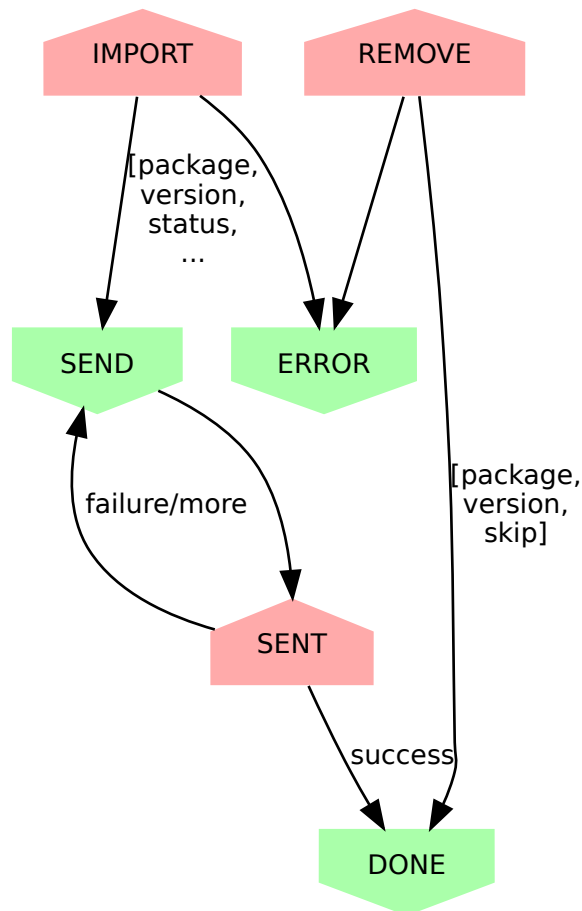 IMPORT
REMOVE
[package,
version,
status,
...
SEND
ERROR
[package,
version,
skip]
failure/more
SENT
success
DONE